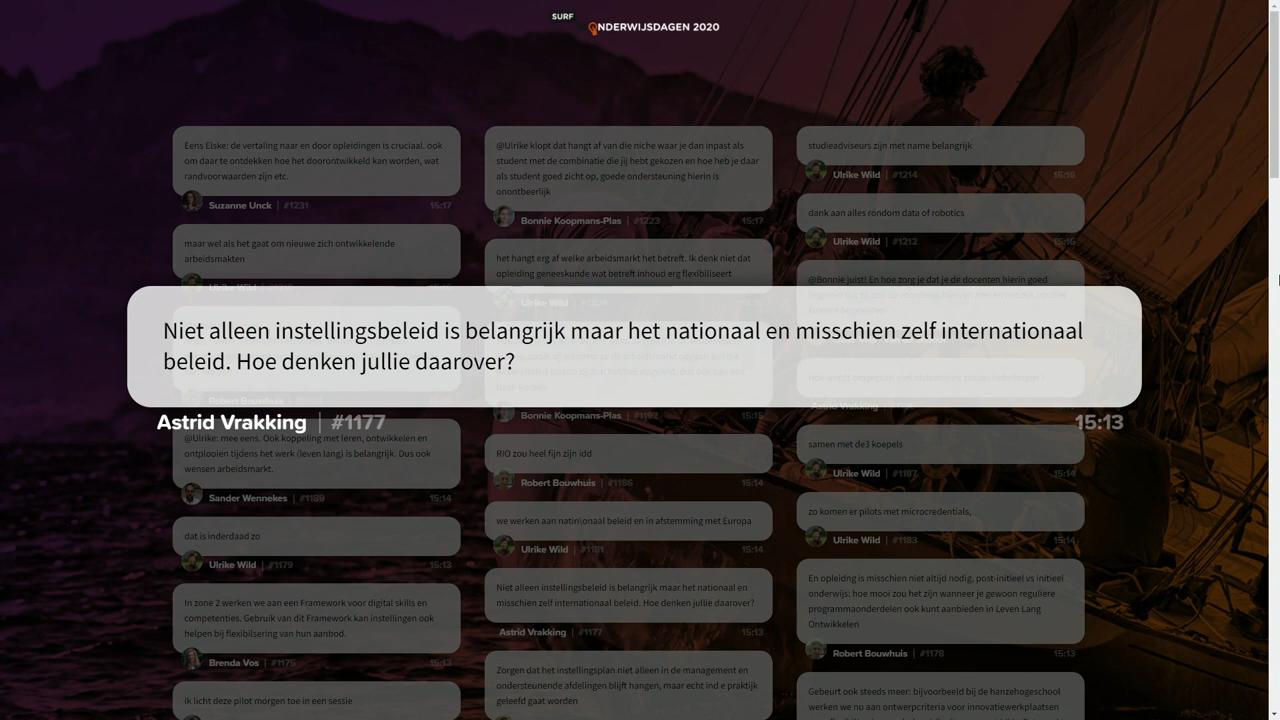 SURF
NDERWIJSDAGEN 2020
Eens Elske: de vertaling naar en door opleidingen is cruciaal. ook
om daar te ontdekken hoe het doorontwikkeld kan worden, wat
randvoorwaarden zijn etc.
Suzanne Unck | #1231 15:17
maar wel als het gaat om nieuwe zich ontwikkelende
arbeidsmakten
Ulrike Wild
@Ulrike: mee eens. Ook koppeling met leren, ontwikkelen en
ontplooien tijdens het werk (leven lang) is belangrijk. Dus ook
wensen arbeidsmarkt.
Sander Wennekes | #1189 15:14
dat is inderdaad zo
Ulrike Wild | #1179 15:13
In zone 2 werken we aan een Framework voor digital skills en
competenties. Gebruik van dit Framework kan instellingen ook
helpen bij flexibilsering van hun aanbod.
Brenda Vos | #1175 15:13
ik licht deze pilot morgen toe in een sessie
@Ulrike klopt dat hangt af van die niche waar je dan inpast als
student met de combinatie die jij hebt gekozen en hoe heb je daar
als student goed zicht op, goede ondersteuning hierin is
onontbeerlijk
Bonnie Koopmans-Plas | #1223 15:17
het hangt erg af welke arbeidsmarkt het betreft. Ik denk niet dat
opleiding geneeskunde wat betreft inhoud erg flexibiliseert
Ulrike Wild
Bonnie Koopmans-Plas | #1192 15:15
RIO zou heel fijn zijn idd
Robert Bouwhuis | #1186 15:14
we werken aan natin\onaal beleid en in afstemming met Europa
Ulrike Wild | #1181 15:14
Niet alleen instellingsbeleid is belangrijk maar het nationaal en
misschien zelf internationaal beleid. Hoe denken jullie daarover?
Astrid Vrakking | #1177 15:13
Zorgen dat het instellingsplan niet alleen in de management en
ondersteunende afdelingen blijft hangen, maar echt ind e praktijk
geleefd gaat worden
studieadviseurs zijn met name belangrijk
Ulrike Wild | #1214 15:16
dank aan alles rondom data of robotics
Ulrike Wild | #1212 15:16
@Bonnie juist! En hoe zorg je dat je de docenten hierin goed
samen met de3 koepels
Ulrike Wild | #1187 15:14
zo komen er pilots met microcredentials,
Ulrike Wild | #1183 15:14
En opleidng is misschien niet altijd nodig, post-initieel vs initieel
onderwijs: hoe mooi zou het zijn wanneer je gewoon reguliere
programmaonderdelen ook kunt aanbieden in Leven Lang
Ontwikkelen
Robert Bouwhuis | #1178 15:13
Gebeurt ook steeds meer: bijvoorbeeld bij de hanzehogeschool
werken we nu aan ontwerpcriteria voor innovatiewerkplaatsen
Niet alleen instellingsbeleid is belangrijk maar het nationaal en misschien zelf internationaal
beleid. Hoe denken jullie daarover?
Astrid Vrakking | #1177 15:13